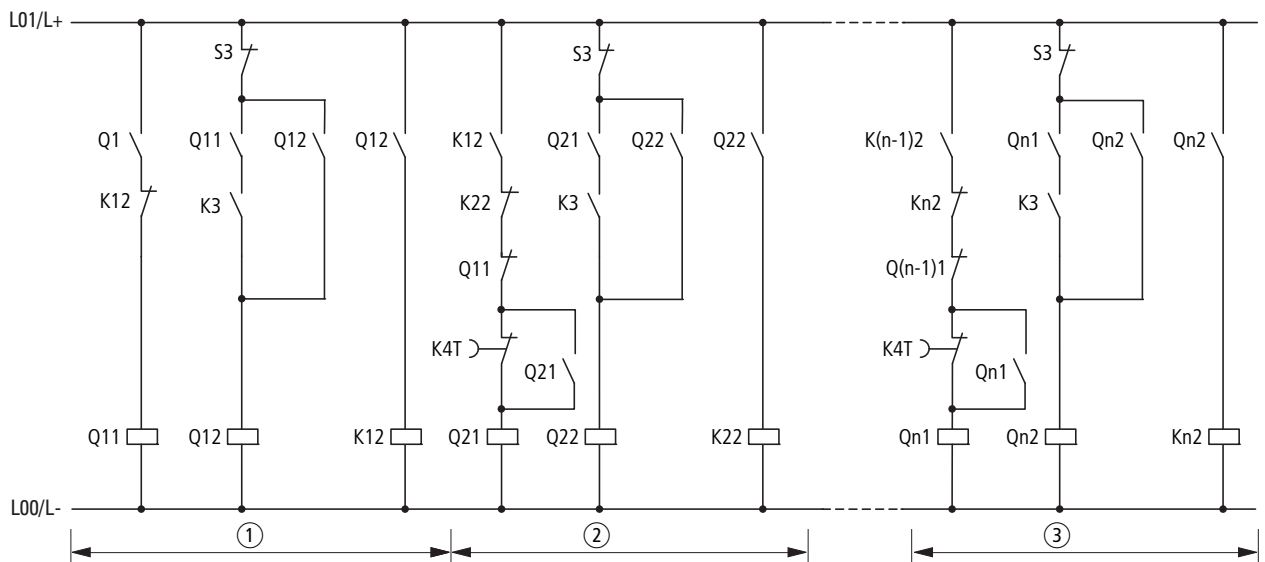 L01/L+
S3 S3 S3
Q1 Q11 Q12 Q12 K12 Q21 Q22 Q22 K(n-1)2 Qn1 Qn2 Qn2
K12 K3 K22 K3 Kn2 K3
Q11 Q(n-1)1
K4T Q21 K4T Qn1
Q11 Q12 K12 Q21 Q22 K22 Qn1 Qn2 Kn2
L00/L-
① ② ③